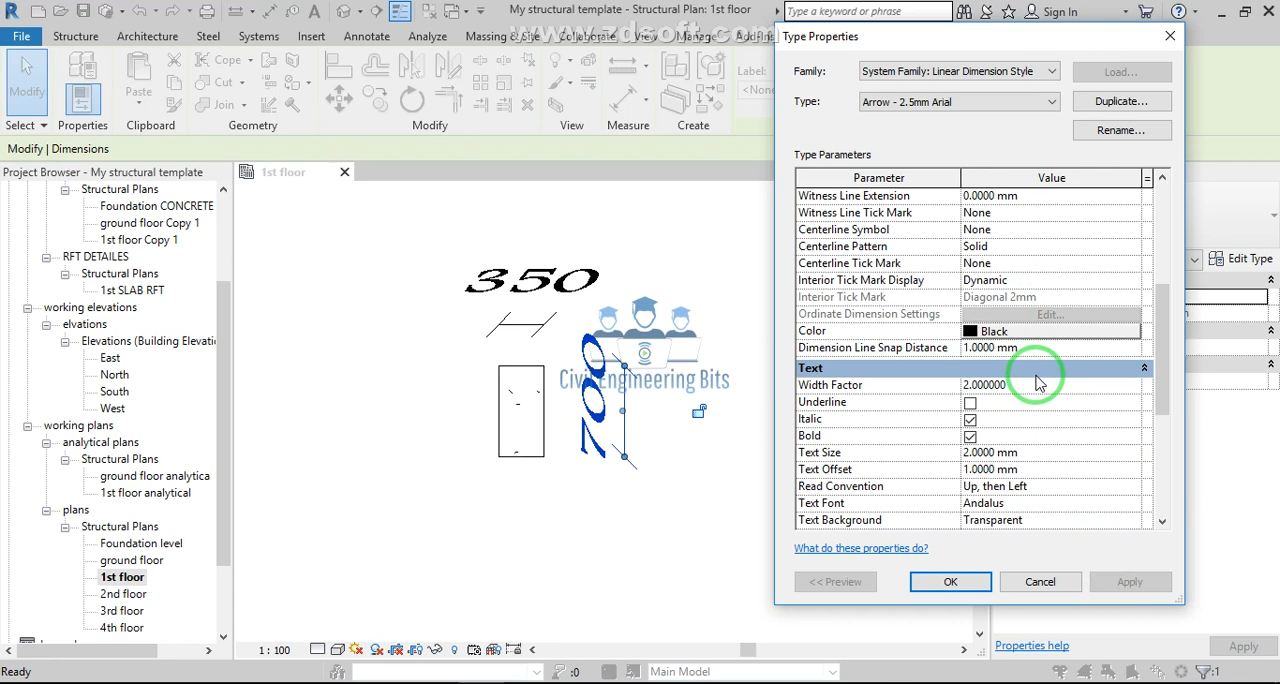 My structural template - Structural Plan: 1st floor
Type a keyword or phrase
Sign In
www.zdsoft.com
File Structure Architecture Steel Systems Insert Annotate Analyze Massing & Site Collaborate View Manage Add-Ins
Modify
Paste
Cope
Cut
Join
Label:
<None
Select Properties Clipboard Geometry Modify View Measure Create
Modify | Dimensions
Project Browser - My structural template
Structural Plans
Foundation CONCRETE
ground floor Copy 1
1st floor Copy 1
RFT DETAILES
Structural Plans
1st SLAB RFT
working elevations
elvations
Elevations (Building Elevati
East
North
South
West
working plans
analytical plans
Structural Plans
ground floor analytica
1st floor analytical
plans
Structural Plans
Foundation level
ground floor
1st floor
2nd floor
3rd floor
4th floor
1st floor
350
700
Civil Engineering Bits
Type Properties
Family: System Family: Linear Dimension Style Load...
Type: Arrow - 2.5mm Arial Duplicate...
Rename...
Type Parameters
Parameter Value =
Witness Line Extension 0.0000 mm
Witness Line Tick Mark None
Centerline Symbol None
Centerline Pattern Solid
Centerline Tick Mark None
Interior Tick Mark Display Dynamic
Interior Tick Mark Diagonal 2mm
Ordinate Dimension Settings Edit...
Color Black
Dimension Line Snap Distance 1.0000 mm
Text
Width Factor 2.000000
Underline
Italic
Bold
Text Size 2.0000 mm
Text Offset 1.0000 mm
Read Convention Up, then Left
Text Font Andalus
Text Background Transparent
What do these properties do?
<< Preview OK Cancel Apply
Edit Type
Properties help Apply
1 : 100
Ready
:0
Main Model
:1